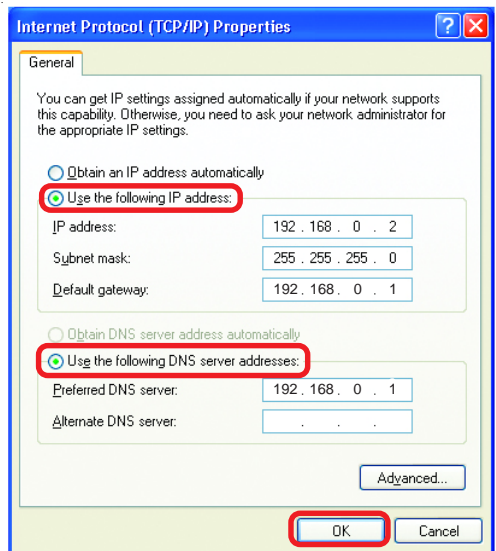 Internet Protocol (TCP/IP) Properties
General
You can get IP settings assigned automatically if your network supports
this capability. Otherwise, you need to ask your network administrator for
the appropriate IP settings.
Obtain an IP address automatically
Use the following IP address:
IP address: 192 . 168 . 0 . 2
Subnet mask: 255 . 255 . 255 . 0
Default gateway: 192 . 168 . 0 . 1
Obtain DNS server address automatically
Use the following DNS server addresses:
Preferred DNS server: 192 . 168 . 0 . 1
Alternate DNS server: . . .
Advanced...
OK Cancel